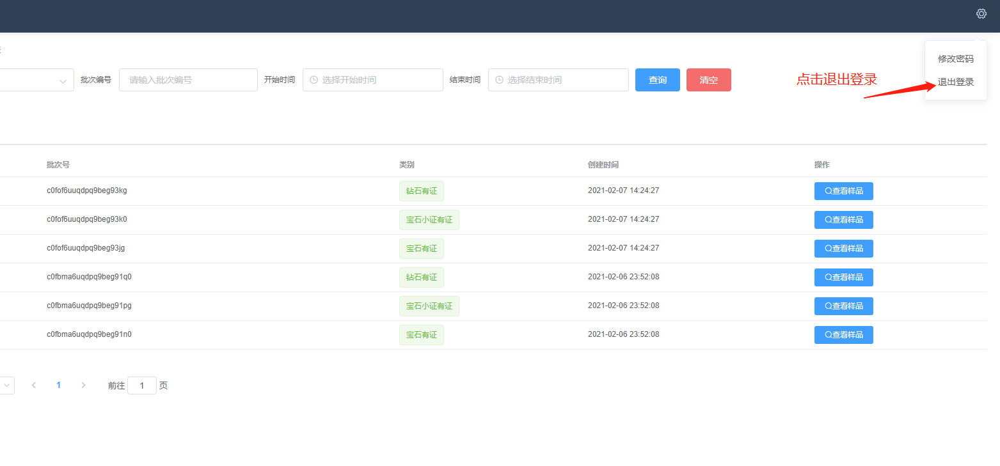 修改密码
退出登录
点击退出登录
批次编号 请输入批次编号 开始时间 选择开始时间 结束时间 选择结束时间 查询 清空
批次号 类别 创建时间 操作
c0fof6uuqdpq9beg93kg 钻石有证 2021-02-07 14:24:27 查看样品
c0fof6uuqdpq9beg93k0 宝石小证有证 2021-02-07 14:24:27 查看样品
c0fof6uuqdpq9beg93jg 宝石有证 2021-02-07 14:24:27 查看样品
c0fbma6uqdpq9beg91q0 钻石有证 2021-02-06 23:52:08 查看样品
c0fbma6uqdpq9beg91pg 宝石小证有证 2021-02-06 23:52:08 查看样品
c0fbma6uqdpq9beg91n0 宝石有证 2021-02-06 23:52:08 查看样品
1 前往 1 页